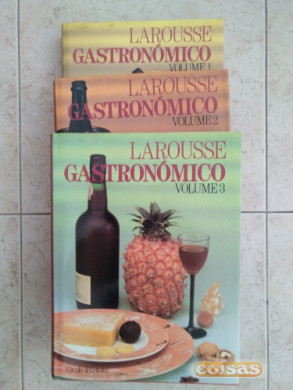 LAROUSSE
GASTRONÓMICO
VOLUME 1
LAROUSSE
GASTRONÓMICO
VOLUME 2
LAROUSSE
GASTRONÓMICO
VOLUME 3
coisas